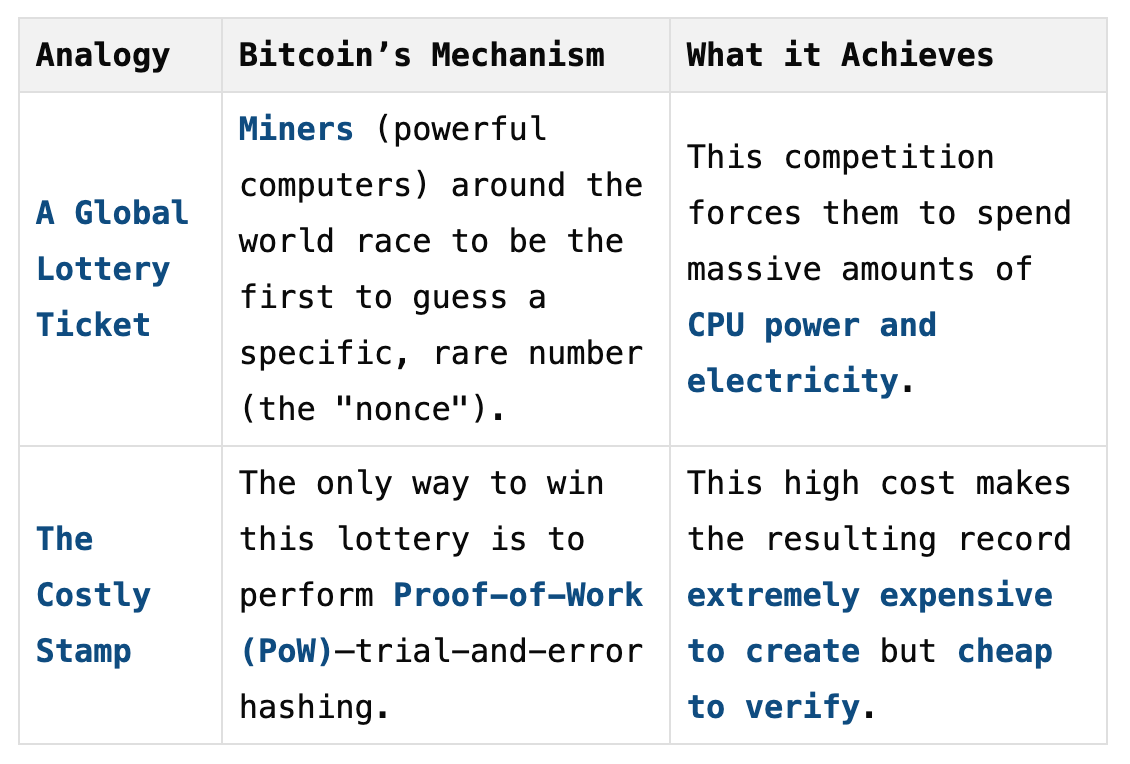 Analogy
Bitcoin’s Mechanism
What it Achieves
A Global
Lottery
Ticket
Miners (powerful
computers) around the
world race to be the
first to guess a
specific, rare number
(the "nonce").
This competition
forces them to spend
massive amounts of
CPU power and
electricity.
The
Costly
Stamp
The only way to win
this lottery is to
perform Proof-of-Work
(PoW)—trial-and-error
hashing.
This high cost makes
the resulting record
extremely expensive
to create but cheap
to verify.